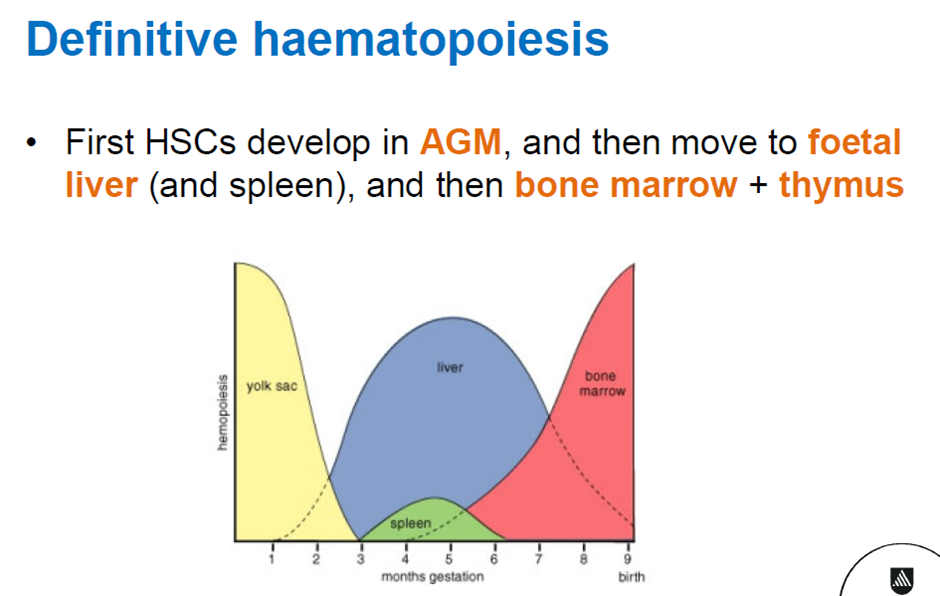 Definitive haematopoiesis
• First HSCs develop in AGM, and then move to foetal
liver (and spleen), and then bone marrow + thymus
hemopoiesis
yolk sac
liver
bone
marrow
spleen
1 2 3 4 5 6 7 8 9
months gestation
birth